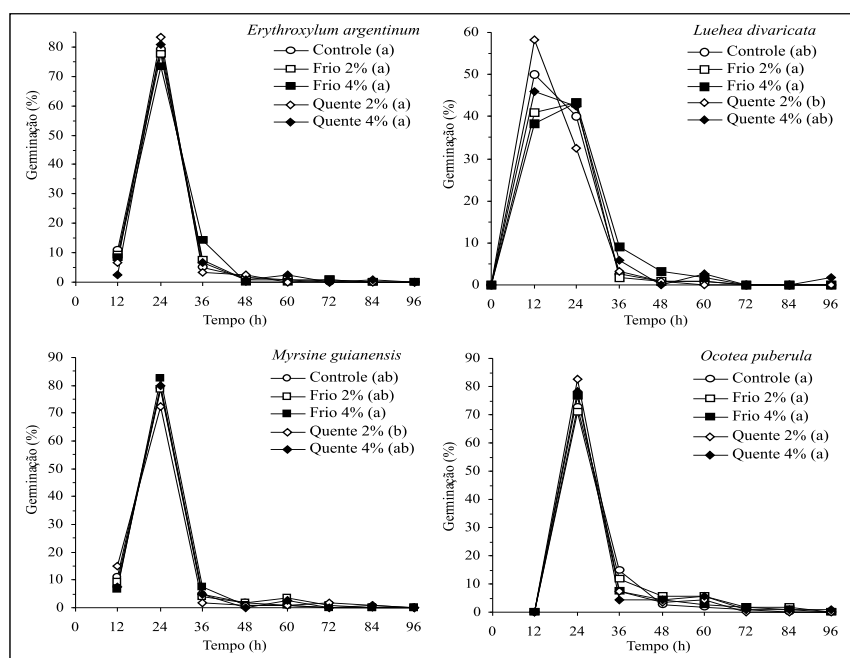 Erythroxylum argentinum
Controle (a)
Frio 2% (a)
Frio 4% (a)
Quente 2% (a)
Quente 4% (a)
Germinação (%)
80
70
60
50
40
30
20
10
0
12 24 36 48 60 72 84 96
Tempo (h)
Luehea divaricata
Controle (ab)
Frio 2% (a)
Frio 4% (a)
Quente 2% (b)
Quente 4% (ab)
Germinação (%)
60
50
40
30
20
10
0
0 12 24 36 48 60 72 84 96
Tempo (h)
Myrsine guianensis
Controle (ab)
Frio 2% (ab)
Frio 4% (a)
Quente 2% (b)
Quente 4% (ab)
Germinação (%)
90
80
70
60
50
40
30
20
10
0
12 24 36 48 60 72 84 96
Tempo (h)
Ocotea puberula
Controle (a)
Frio 2% (a)
Frio 4% (a)
Quente 2% (a)
Quente 4% (a)
Germinação (%)
90
80
70
60
50
40
30
20
10
0
12 24 36 48 60 72 84 96
Tempo (h)